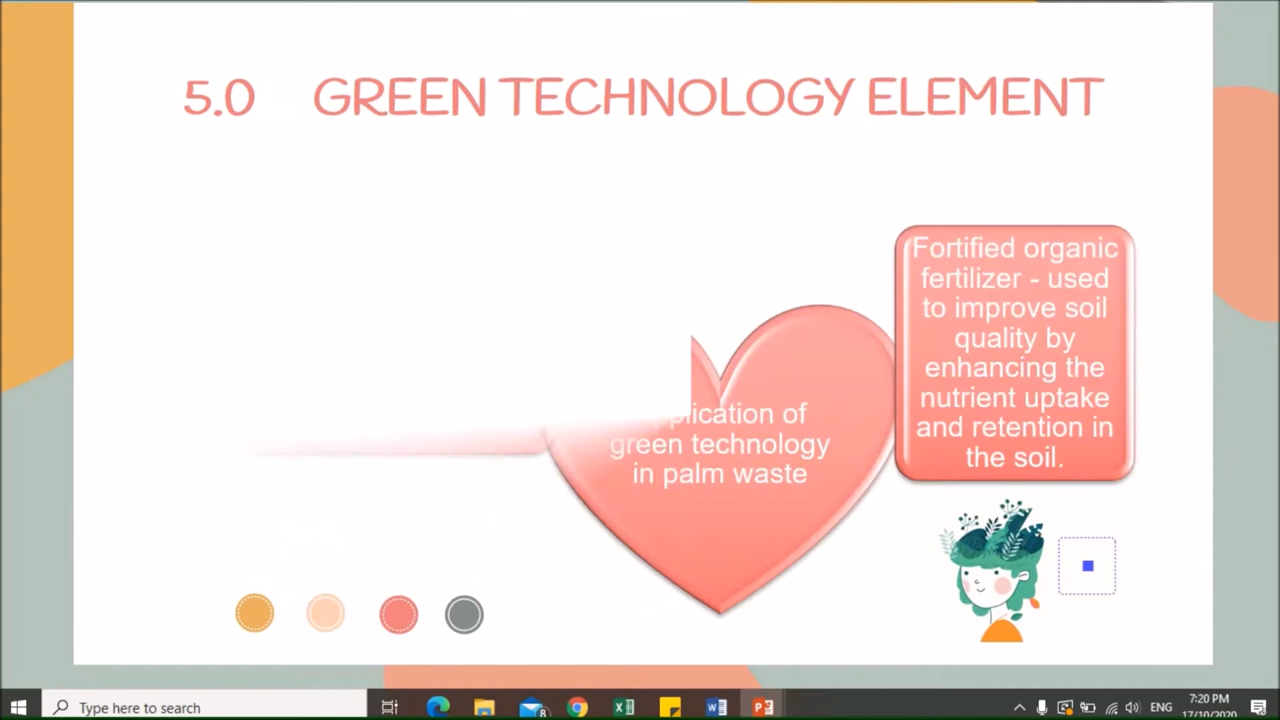 5.0 GREEN TECHNOLOGY ELEMENT
Fortified organic
fertilizer - used
to improve soil
quality by
enhancing the
nutrient uptake
and retention in
the soil.
plication of
green technology
in palm waste
Type here to search
8
ENG
7:20 PM
17/10/2020